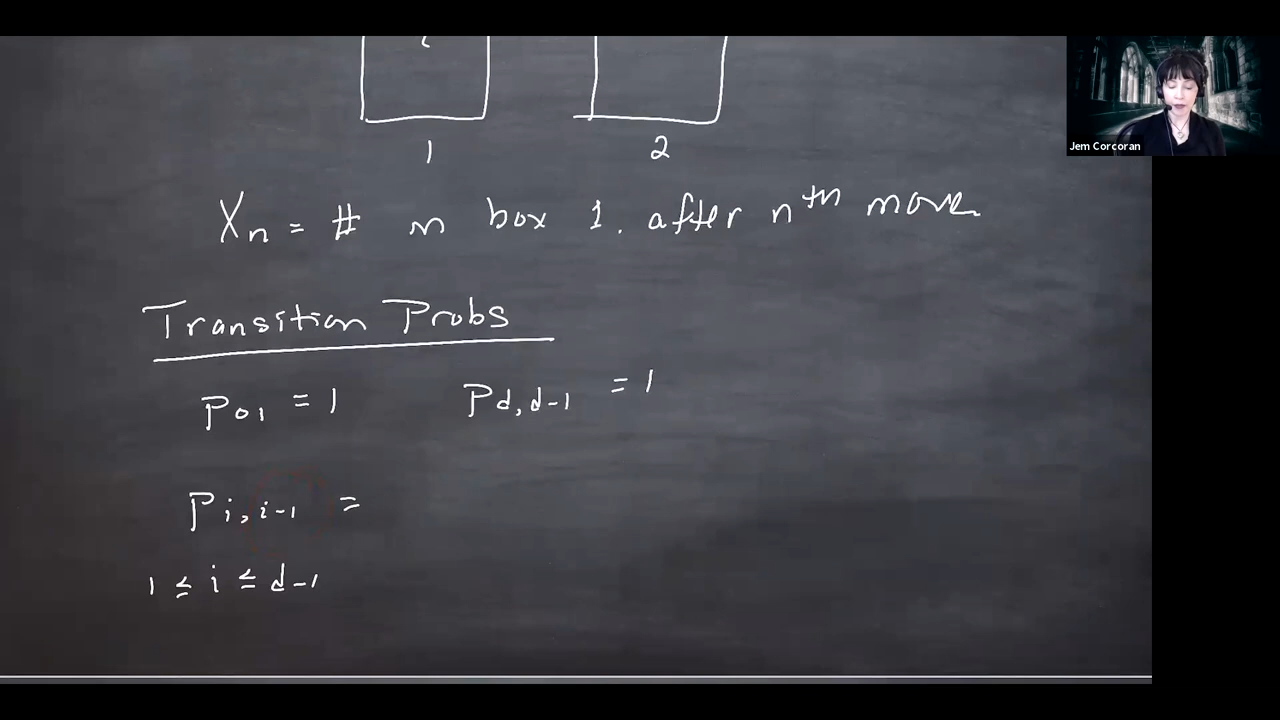 Jem Corcoran
1 2
Xn = # in box 1. after nth move
Transition Probs
P01 = 1 Pd,d-1 = 1
Pi,i-1 =
1 ≤ i ≤ d-1